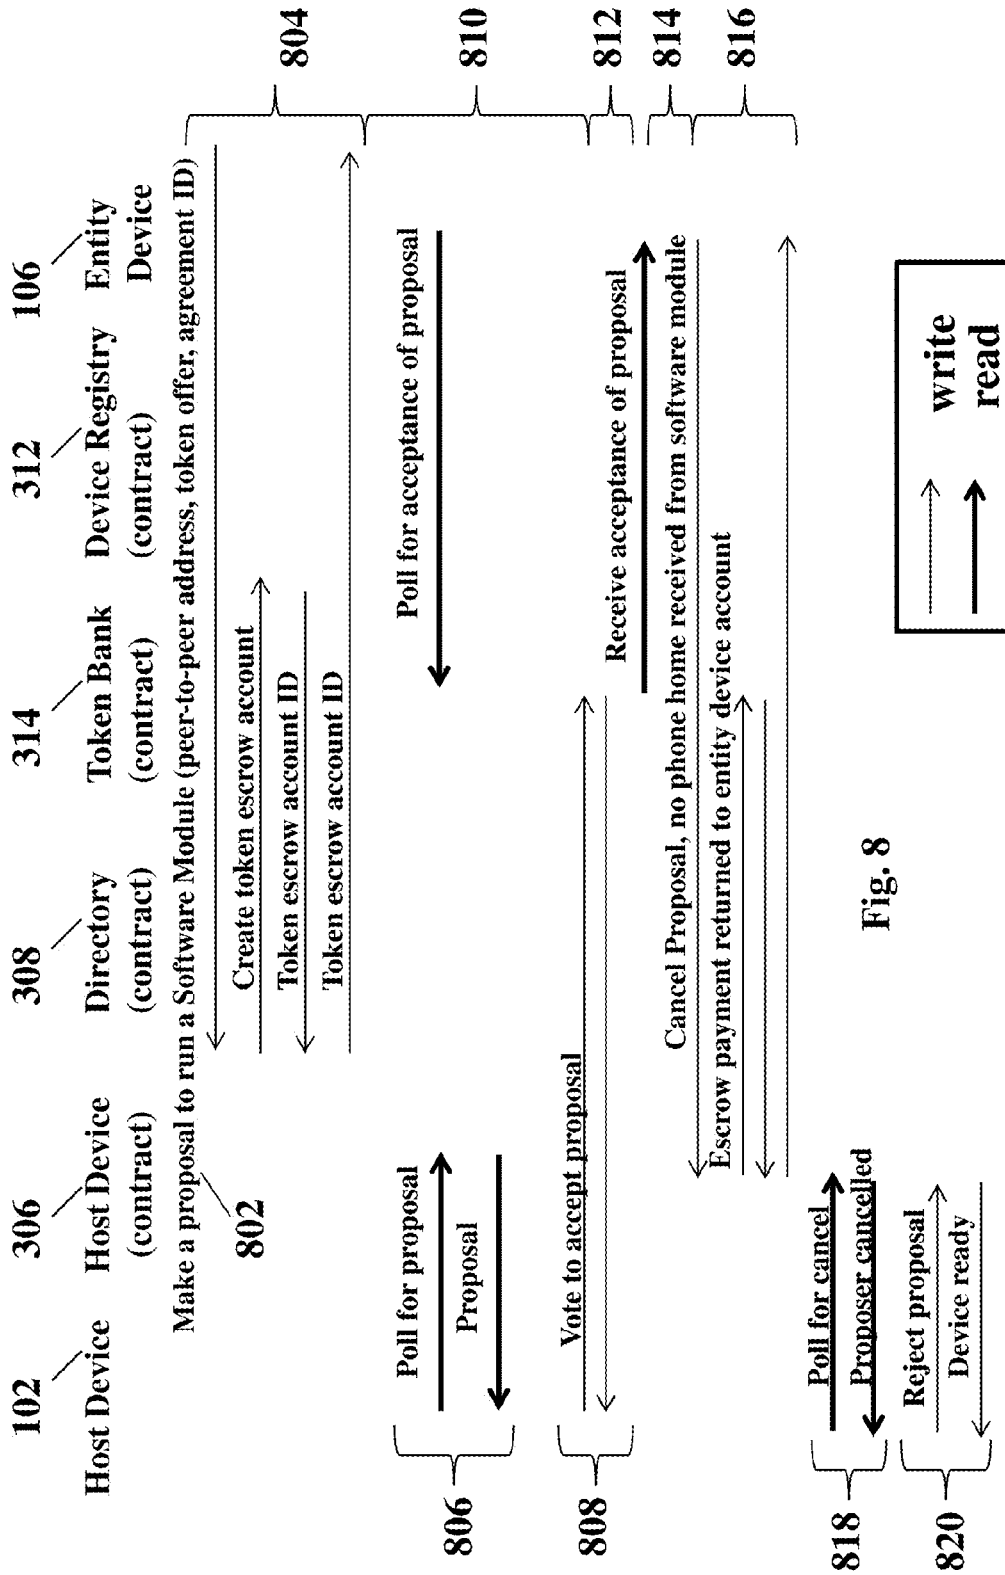 102
306
308
314
312
106
Host Device
Host Device
(contract)
Directory
(contract)
Token Bank
(contract)
Device Registry
(contract)
Entity
Device
Make a proposal to run a Software Module (peer-to-peer address, token offer, agreement ID)
802
804
Create token escrow account
Token escrow account ID
Token escrow account ID
806
Poll for proposal
Proposal
Poll for acceptance of proposal
810
808
Vote to accept proposal
812
Receive acceptance of proposal
814
Cancel Proposal, no phone home received from software module
Escrow payment returned to entity device account
816
818
Poll for cancel
Proposer cancelled
820
Reject proposal
Device ready
Fig. 8
write
read